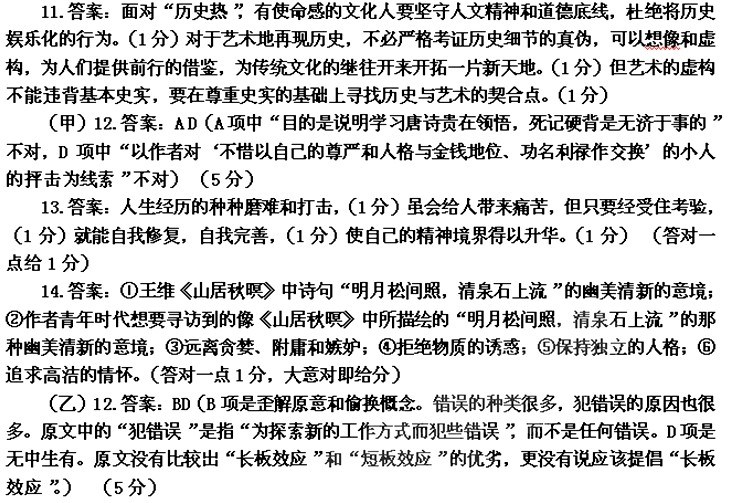 11.答案：面对“历史热”，有使命感的文化人要坚守人文精神和道德底线，杜绝将历史
娱乐化的行为。（1分）对于艺术地再现历史，不必严格考证历史细节的真伪，可以想像和虚
构，为人们提供前行的借鉴，为传统文化的继往开来开拓一片新天地。（1分）但艺术的虚构
不能违背基本史实，要在尊重史实的基础上寻找历史与艺术的契合点。（1分）
（甲）12.答案：AD（A项中“目的是说明学习唐诗贵在领悟，死记硬背是无济于事的”
不对，D 项中“以作者对‘不惜以自己的尊严和人格与金钱地位、功名利禄作交换’的小人
的抨击为线索”不对）（5分）
13.答案：人生经历的种种磨难和打击，（1分）虽会给人带来痛苦，但只要经受住考验，
（1分）就能自我修复，自我完善，（1分）使自己的精神境界得以升华。（1分）（答对一
点给1分）
14.答案：①王维《山居秋暝》中诗句“明月松间照，清泉石上流”的幽美清新的意境；
②作者青年时代想要寻访到的像《山居秋暝》中所描绘的“明月松间照，清泉石上流”的那
种幽美清新的意境；③远离贪婪、附庸和嫉妒；④拒绝物质的诱惑；⑤保持独立的人格；⑥
追求高洁的情怀。（答对一点1分，大意对即给分）
（乙）12.答案：BD（B项是歪解原意和偷换概念。错误的种类很多，犯错误的原因也很
多。原文中的“犯错误”是指“为探索新的工作方式而犯些错误”，而不是任何错误。D项是
无中生有。原文没有比较出“长板效应”和“短板效应”的优劣，更没有说应该提倡“长板
效应”。）（5分）